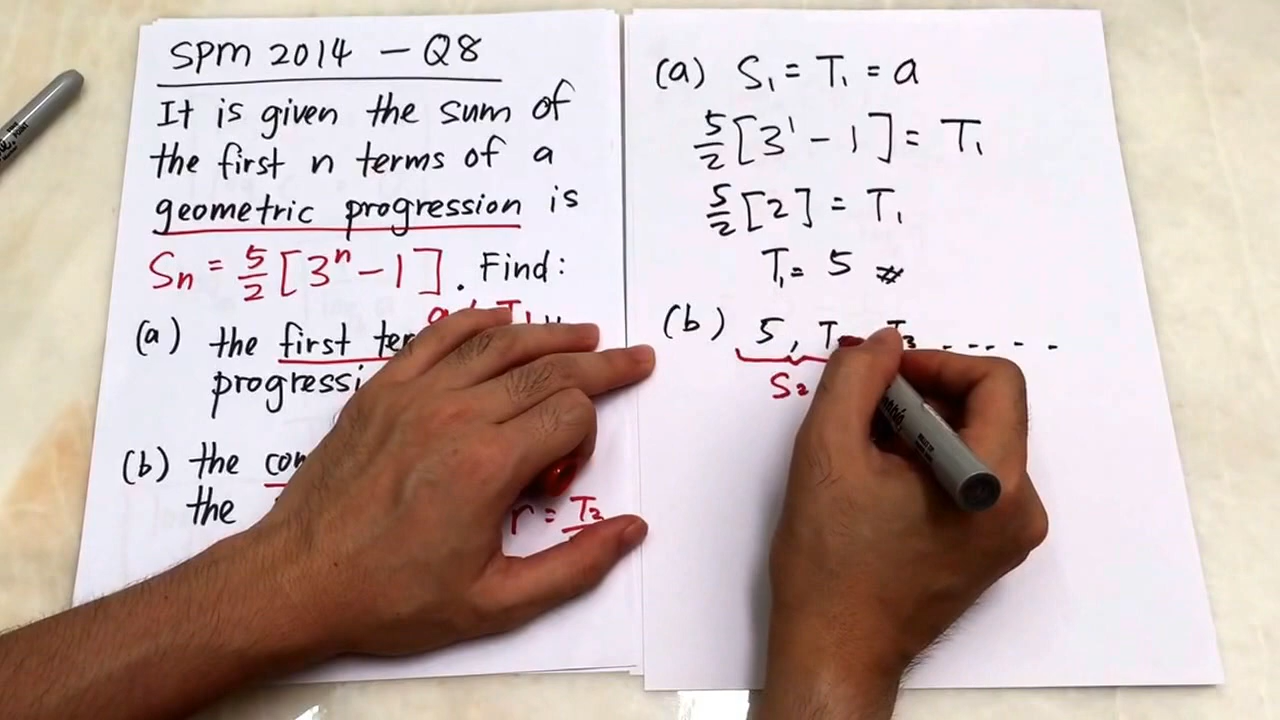 SPM 2014 - Q8
It is given the sum of
the first n terms of a
geometric progression is
Sn = 5/2 [3ⁿ - 1]. Find:
(a) the first
(b) the
the
r = T₂
(a) S₁ = T₁ = a
5/2 [3¹ - 1] = T₁
5/2 [2] = T₁
T₁ = 5 #
(b) 5, T₂ T₃ . - -- - -
S₂